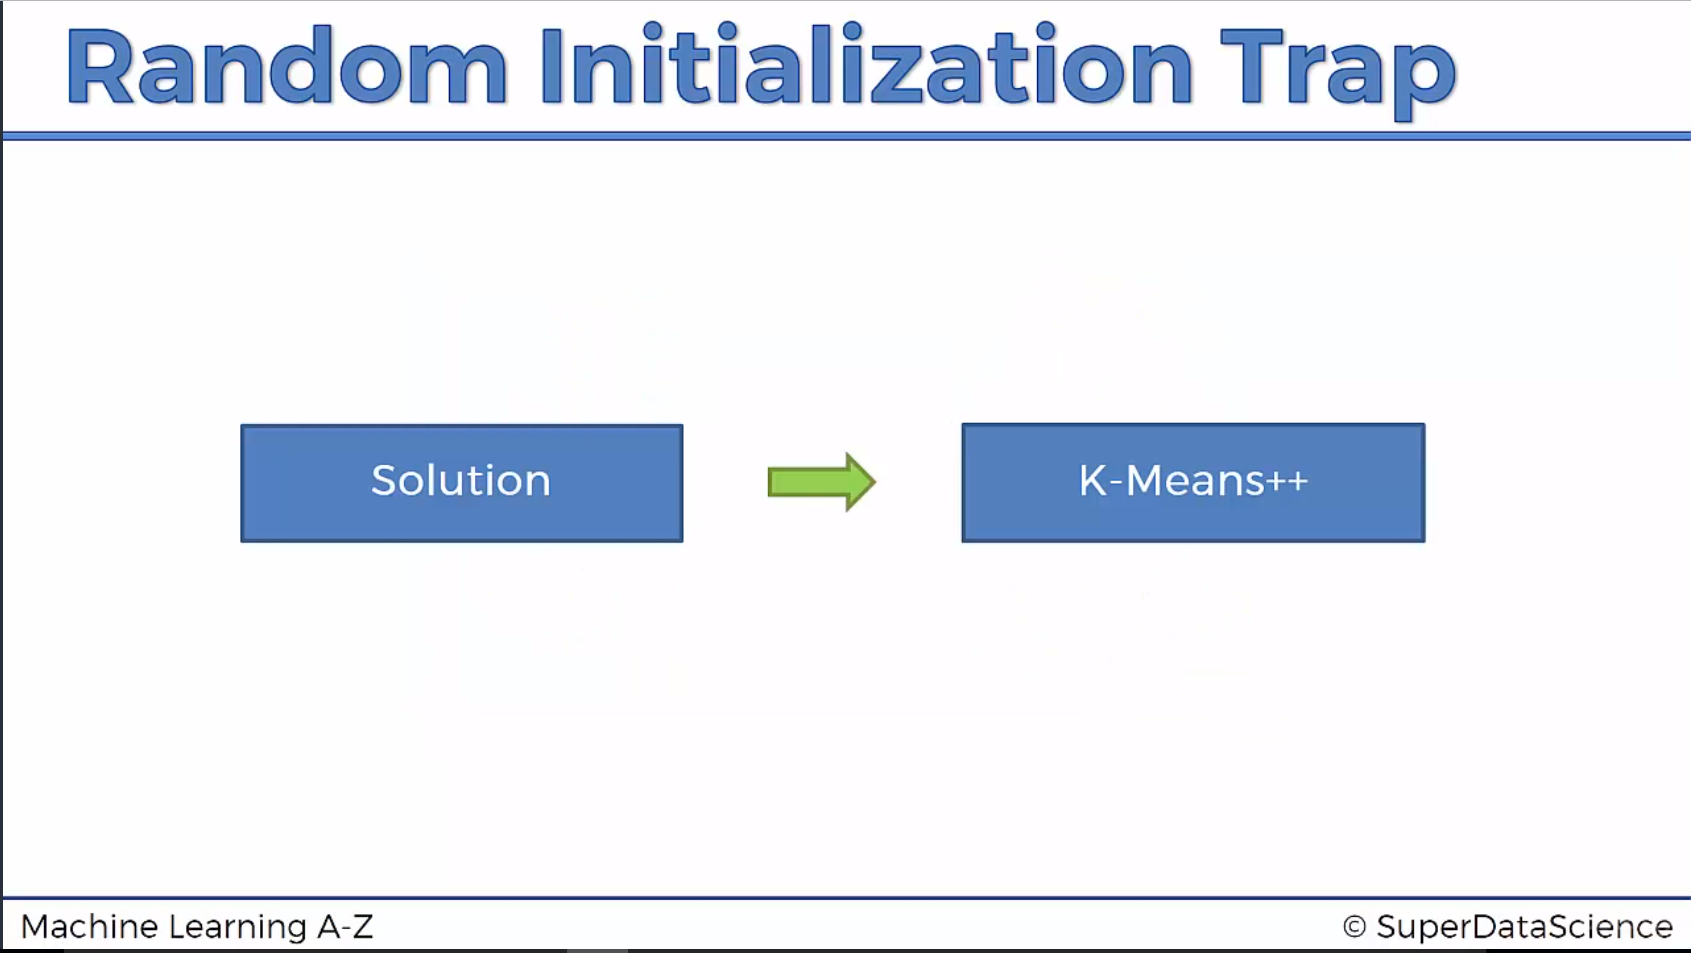 Random Initialization Trap
Solution
K-Means++
Machine Learning A-Z
© SuperDataScience